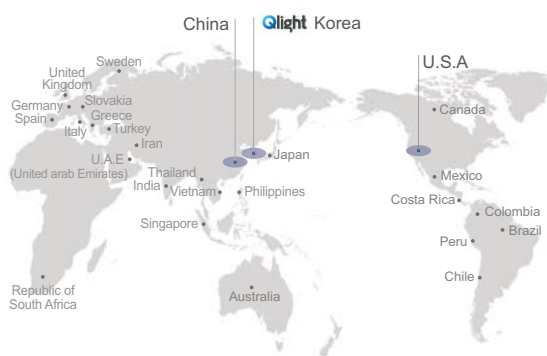 China
Qlight Korea
U.S.A
Sweden
United
Kingdom
Germany
Slovakia
Spain
Greece
Italy
Turkey
Iran
U.A.E
(United arab Emirates)
Thailand
India
Vietnam
Philippines
Japan
Singapore
Republic of
South Africa
Australia
Canada
Mexico
Costa Rica
Colombia
Brazil
Peru
Chile